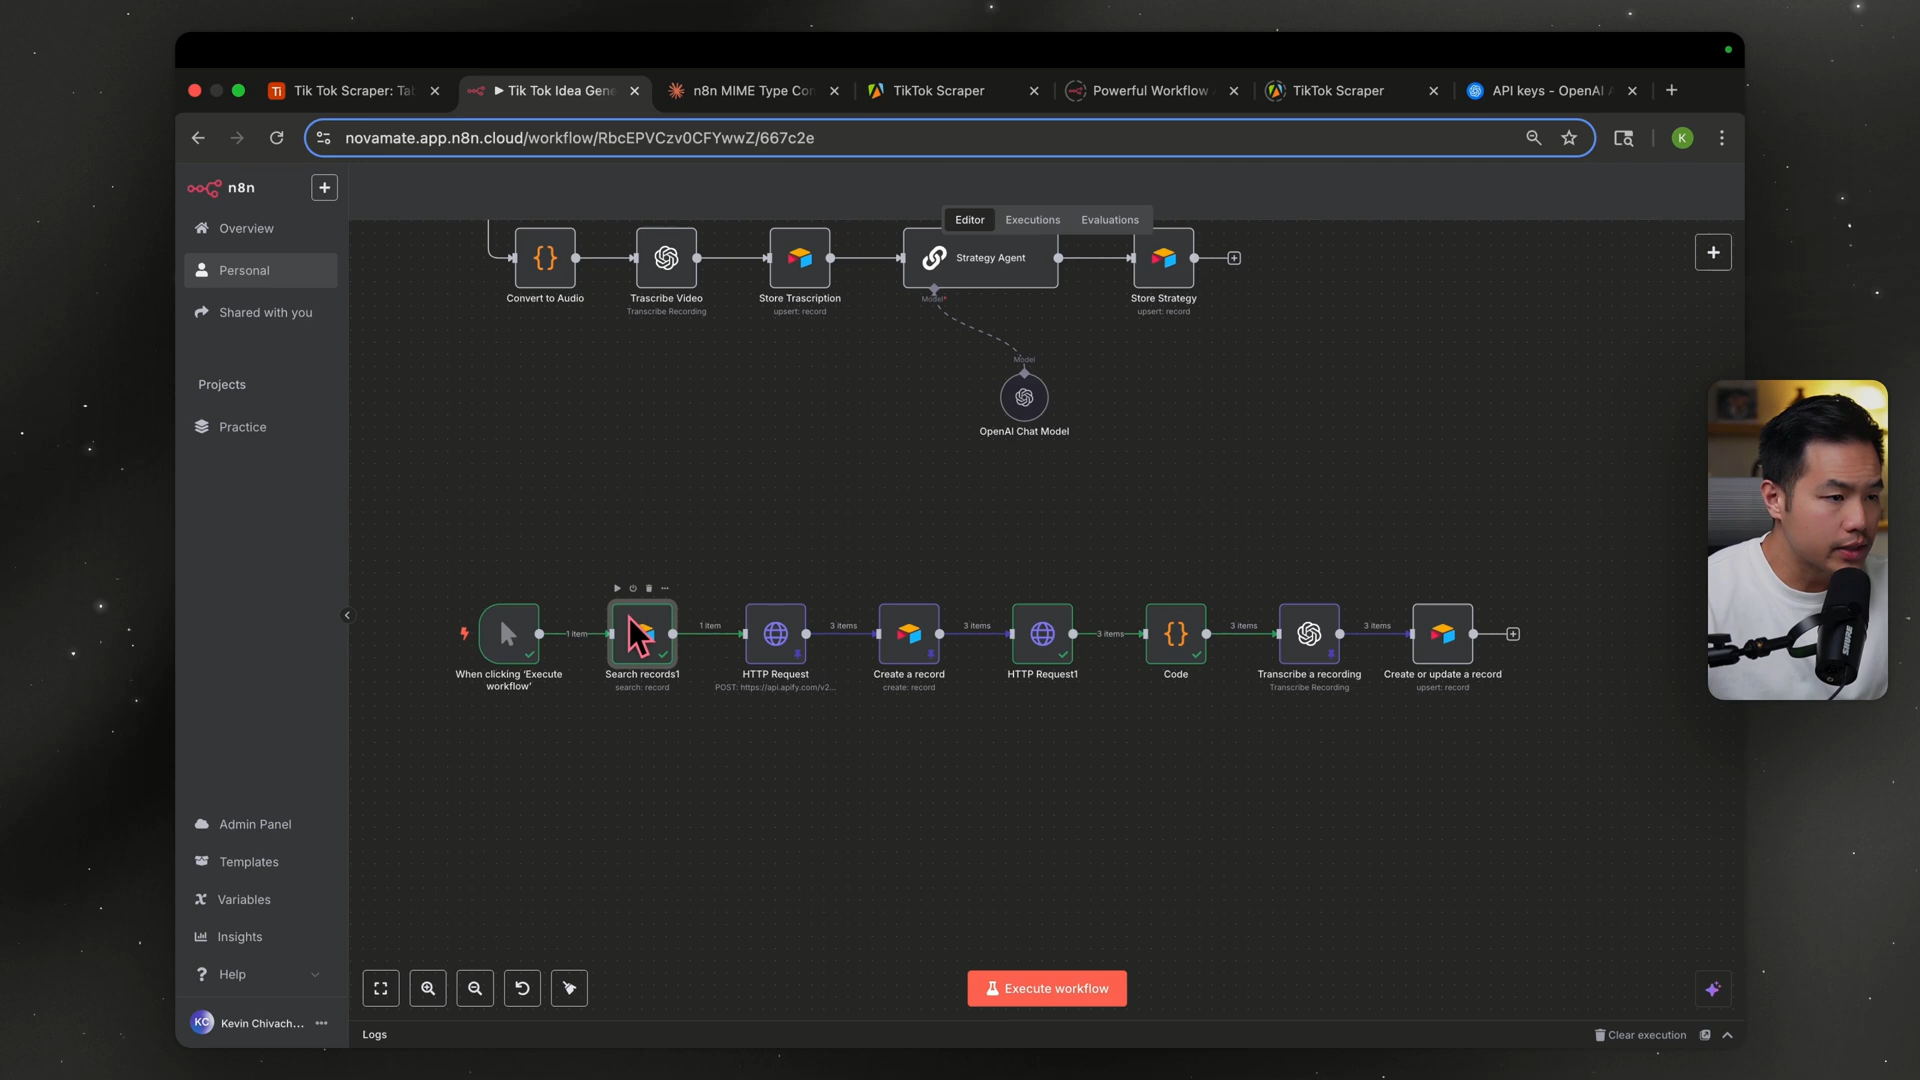 Tik Tok Scraper: Tab
Tik Tok Idea Gene
n8n MIME Type Con
TikTok Scraper
Powerful Workflow
TikTok Scraper
API keys - OpenAI A
novamate.app.n8n.cloud/workflow/RbcEPVCzv0CFYwwZ/667c2e
K
n8n
Editor
Executions
Evaluations
Overview
Personal
Shared with you
Projects
Practice
Strategy Agent
Convert to Audio
Trascribe Video
Transcribe Recording
Store Trascription
upsert: record
Model*
Store Strategy
upsert: record
Model
OpenAI Chat Model
1 item
1 item
3 items
3 items
3 items
3 items
3 items
When clicking ‘Execute
workflow’
Search records1
search: record
HTTP Request
POST: https://api.apify.com/v2...
Create a record
create: record
HTTP Request1
Code
Transcribe a recording
Transcribe Recording
Create or update a record
upsert: record
Admin Panel
Templates
Variables
Insights
Help
KC
Kevin Chivach...
Execute workflow
Logs
Clear execution
SHURE